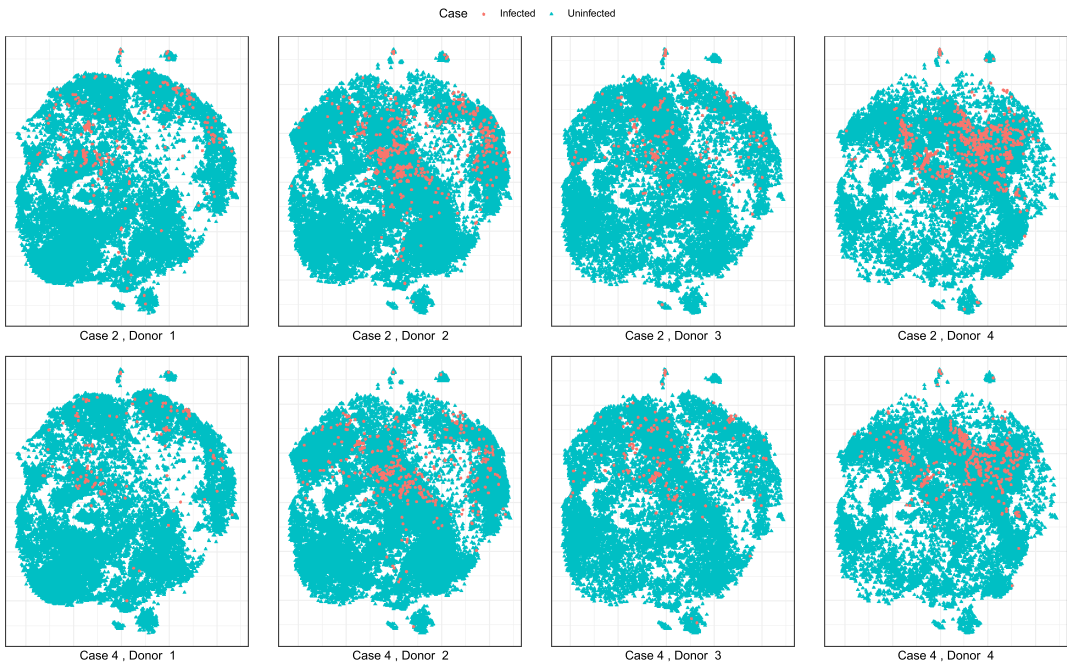 Case Infected Uninfected
Case 2 , Donor 1
Case 2 , Donor 2
Case 2 , Donor 3
Case 2 , Donor 4
Case 4 , Donor 1
Case 4 , Donor 2
Case 4 , Donor 3
Case 4 , Donor 4